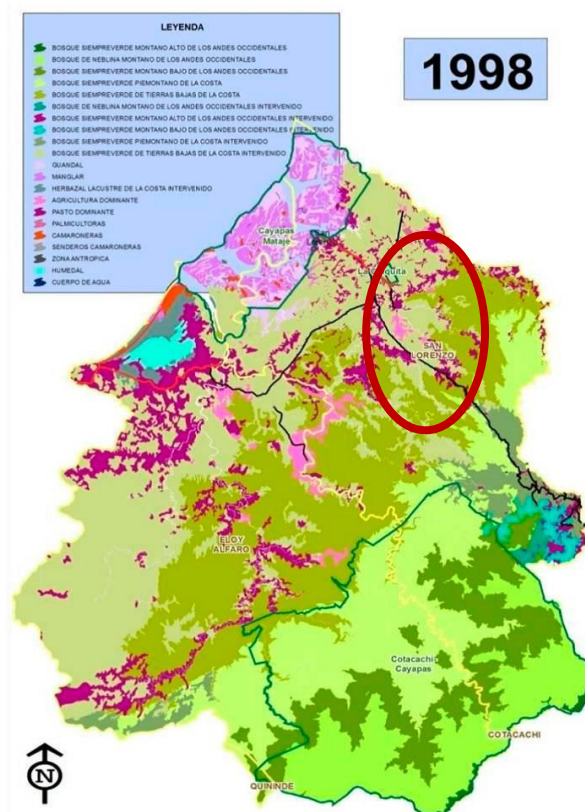 LEYENDA
BOSQUE SIEMPREVERDE MONTANO ALTO DE LOS ANDES OCCIDENTALES
BOSQUE DE NEBLINA MONTANO DE LOS ANDES OCCIDENTALES
BOSQUE SIEMPREVERDE MONTANO BAJO DE LOS ANDES OCCIDENTALES
BOSQUE SIEMPREVERDE PIEMONTANO DE LA COSTA
BOSQUE SIEMPREVERDE DE TIERRAS BAJAS DE LA COSTA
BOSQUE DE NEBLINA MONTANO DE LOS ANDES OCCIDENTALES INTERVENIDO
BOSQUE SIEMPREVERDE MONTANO ALTO DE LOS ANDES OCCIDENTALES INTERVENIDO
BOSQUE SIEMPREVERDE MONTANO BAJO DE LOS ANDES OCCIDENTALES INTERVENIDO
BOSQUE SIEMPREVERDE PIEMONTANO DE LA COSTA INTERVENIDO
BOSQUE SIEMPREVERDE DE TIERRAS BAJAS DE LA COSTA INTERVENIDO
GUANDAL
MANGLAR
HERBAZAL LACUSTRE DE LA COSTA INTERVENIDO
AGRICULTURA DOMINANTE
PASTO DOMINANTE
PALMICULTORAS
CAMARONERAS
SENDEROS CAMARONERAS
ZONA ANTROPICA
HUMEDAL
CUERPO DE AGUA
1998
Cayapas
Mataje
La
SAN
LORENZO
ELOY
ALFARO
Cotacachi
Cayapas
COTACACHI
QUININDE
N